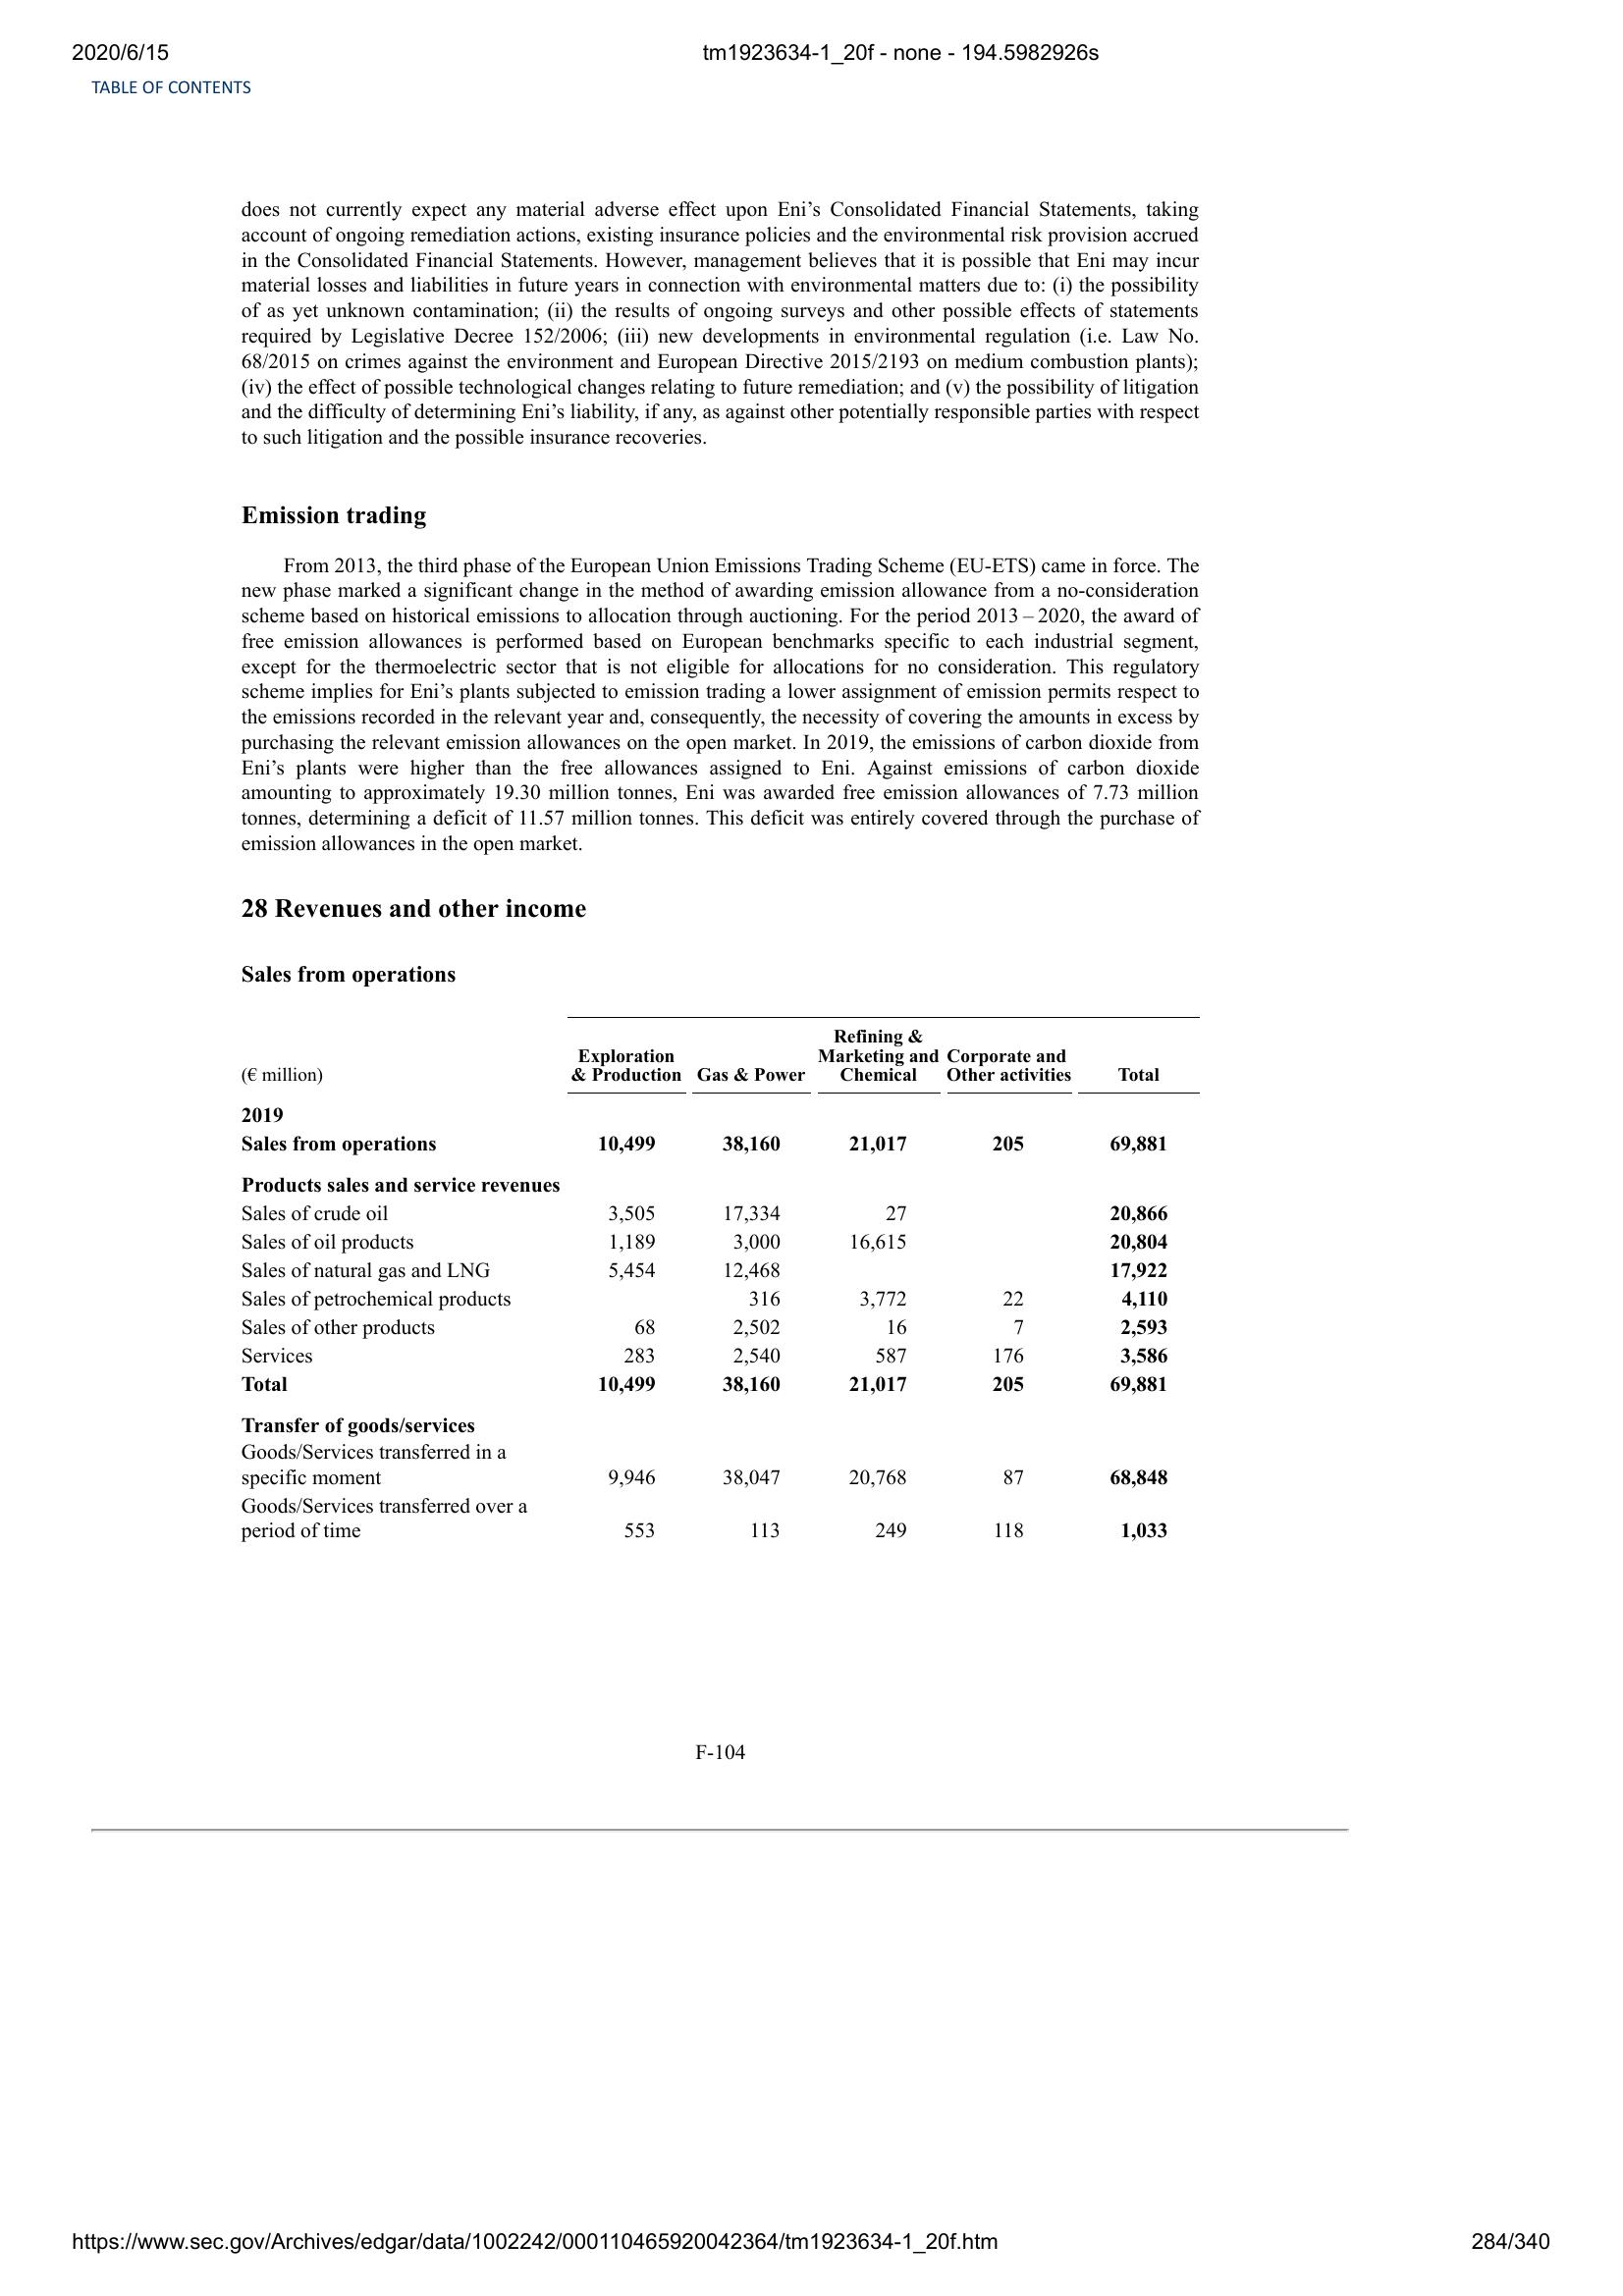 2020/6/15 tm1923634-1_20f - none - 194.5982926s
TABLE OF CONTENTS
does not currently expect any material adverse effect upon Eni’s Consolidated Financial Statements, taking
account of ongoing remediation actions, existing insurance policies and the environmental risk provision accrued
in the Consolidated Financial Statements. However, management believes that it is possible that Eni may incur
material losses and liabilities in future years in connection with environmental matters due to: (i) the possibility
of as yet unknown contamination; (ii) the results of ongoing surveys and other possible effects of statements
required by Legislative Decree 152/2006; (iii) new developments in environmental regulation (i.e. Law No.
68/2015 on crimes against the environment and European Directive 2015/2193 on medium combustion plants);
(iv) the effect of possible technological changes relating to future remediation; and (v) the possibility of litigation
and the difficulty of determining Eni’s liability, if any, as against other potentially responsible parties with respect
to such litigation and the possible insurance recoveries.
Emission trading
From 2013, the third phase of the European Union Emissions Trading Scheme (EU-ETS) came in force. The
new phase marked a significant change in the method of awarding emission allowance from a no-consideration
scheme based on historical emissions to allocation through auctioning. For the period 2013 – 2020, the award of
free emission allowances is performed based on European benchmarks specific to each industrial segment,
except for the thermoelectric sector that is not eligible for allocations for no consideration. This regulatory
scheme implies for Eni’s plants subjected to emission trading a lower assignment of emission permits respect to
the emissions recorded in the relevant year and, consequently, the necessity of covering the amounts in excess by
purchasing the relevant emission allowances on the open market. In 2019, the emissions of carbon dioxide from
Eni’s plants were higher than the free allowances assigned to Eni. Against emissions of carbon dioxide
amounting to approximately 19.30 million tonnes, Eni was awarded free emission allowances of 7.73 million
tonnes, determining a deficit of 11.57 million tonnes. This deficit was entirely covered through the purchase of
emission allowances in the open market.
28 Revenues and other income
Sales from operations
Refining &
Exploration Marketing and Corporate and
(€ million) & Production Gas & Power Chemical Other activities Total
2019
Sales from operations 10,499 38,160 21,017 205 69,881
Products sales and service revenues
Sales of crude oil 3,505 17,334 27 20,866
Sales of oil products 1,189 3,000 16,615 20,804
Sales of natural gas and LNG 5,454 12,468 17,922
Sales of petrochemical products 316 3,772 22 4,110
Sales of other products 68 2,502 16 7 2,593
Services 283 2,540 587 176 3,586
Total 10,499 38,160 21,017 205 69,881
Transfer of goods/services
Goods/Services transferred in a
specific moment 9,946 38,047 20,768 87 68,848
Goods/Services transferred over a
period of time 553 113 249 118 1,033
F-104
https://www.sec.gov/Archives/edgar/data/1002242/000110465920042364/tm1923634-1_20f.htm 284/340